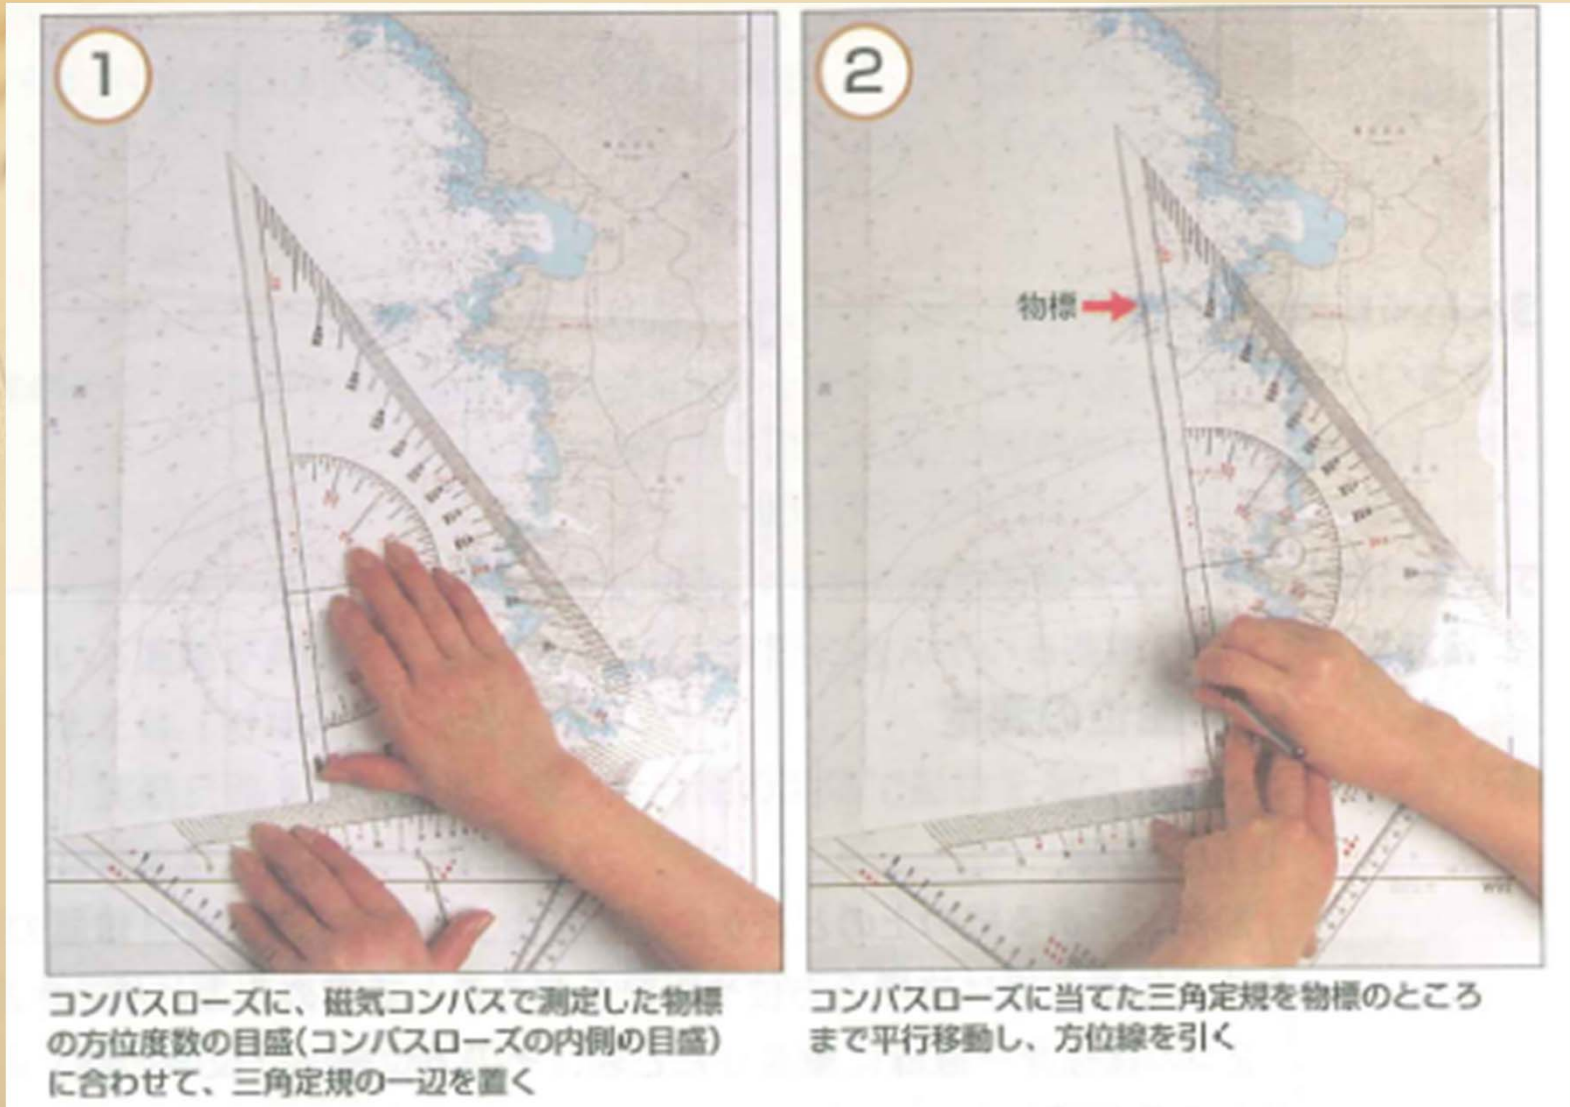 1
2
物標
コンパスローズに、磁気コンパスで測定した物標
の方位度数の目盛(コンパスローズの内側の目盛)
に合わせて、三角定規の一辺を置く
コンパスローズに当てた三角定規を物標のところ
まで平行移動し、方位線を引く